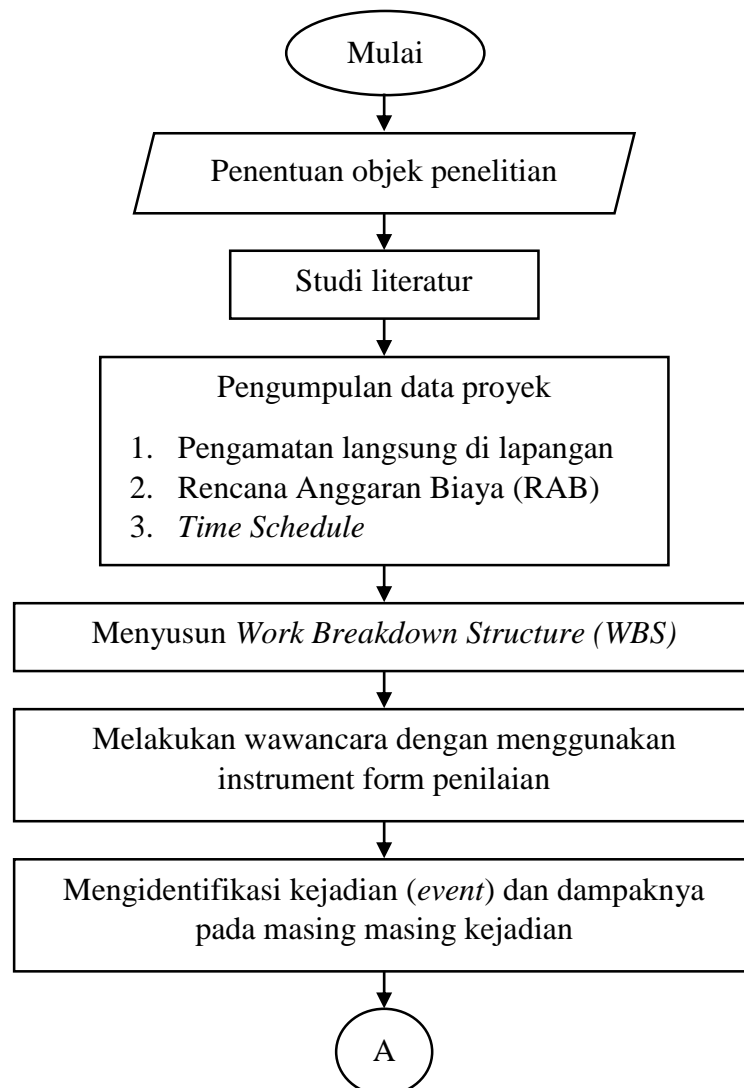 Mulai
Penentuan objek penelitian
Studi literatur
Pengumpulan data proyek
1. Pengamatan langsung di lapangan
2. Rencana Anggaran Biaya (RAB)
3. Time Schedule
Menyusun Work Breakdown Structure (WBS)
Melakukan wawancara dengan menggunakan
instrument form penilaian
Mengidentifikasi kejadian (event) dan dampaknya
pada masing masing kejadian
A